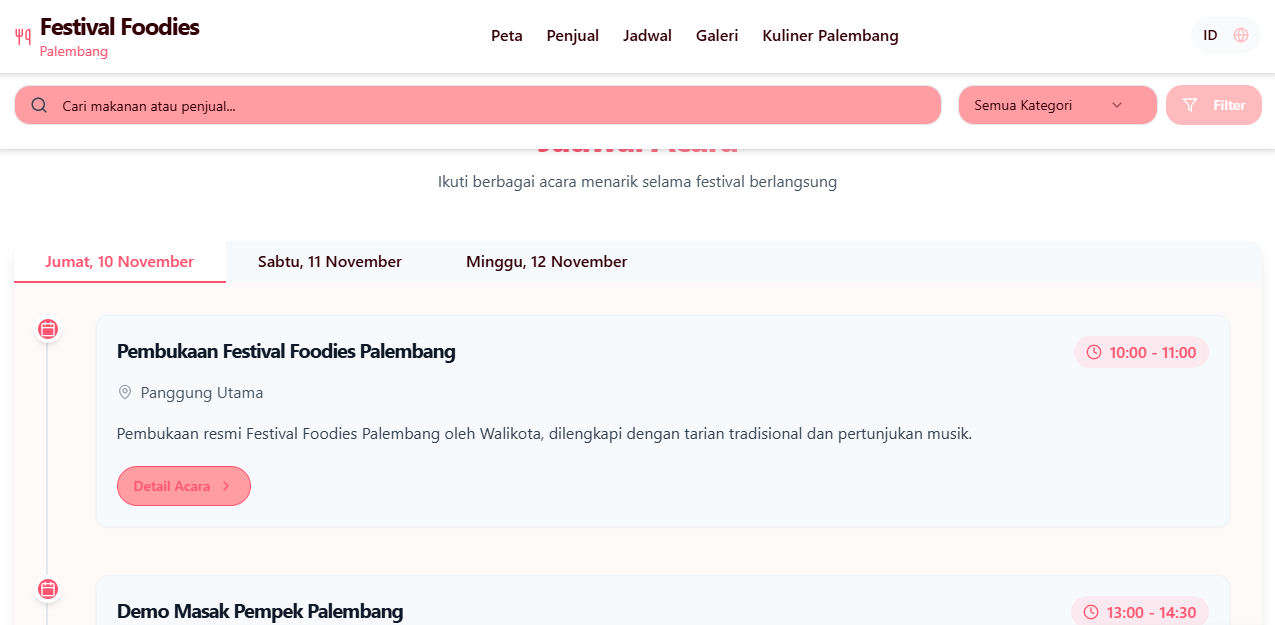 Festival Foodies
Palembang
Peta
Penjual
Jadwal
Galeri
Kuliner Palembang
ID
Cari makanan atau penjual...
Semua Kategori
Filter
Jadwal Acara
Ikuti berbagai acara menarik selama festival berlangsung
Jumat, 10 November
Sabtu, 11 November
Minggu, 12 November
Pembukaan Festival Foodies Palembang
10:00 - 11:00
Panggung Utama
Pembukaan resmi Festival Foodies Palembang oleh Walikota, dilengkapi dengan tarian tradisional dan pertunjukan musik.
Detail Acara
Demo Masak Pempek Palembang
13:00 - 14:30